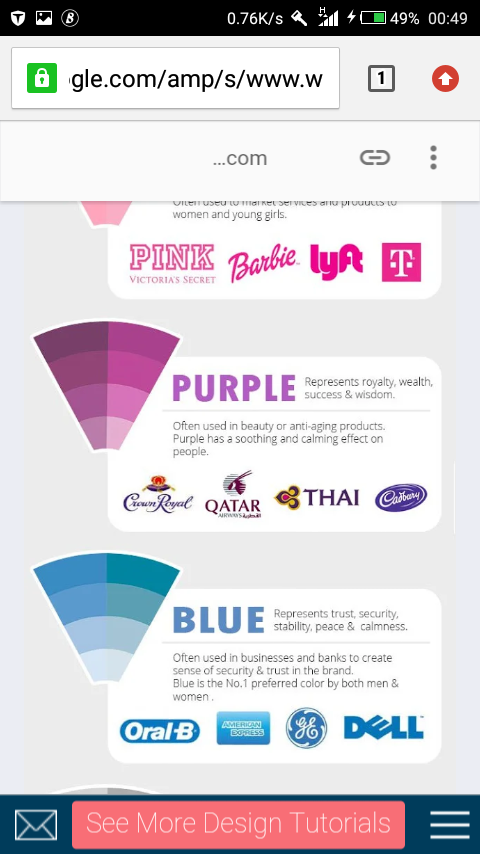 0.76K/s H 49% 00:49
gle.com/amp/s/www.w
1
...com
Often used to market services and products to
women and young girls.
PINK
VICTORIA'S SECRET
Barbie
lyft
T
PURPLE
Represents royalty, wealth,
success & wisdom.
Often used in beauty or anti-aging products.
Purple has a soothing and calming effect on
people.
Crown Royal
QATAR
AIRWAYS القطرية
THAI
Cadbury
BLUE
Represents trust, security,
stability, peace & calmness.
Often used in businesses and banks to create
sense of security & trust in the brand.
Blue is the No.1 preferred color by both men &
women .
Oral-B
AMERICAN
EXPRESS
GE
DELL
See More Design Tutorials